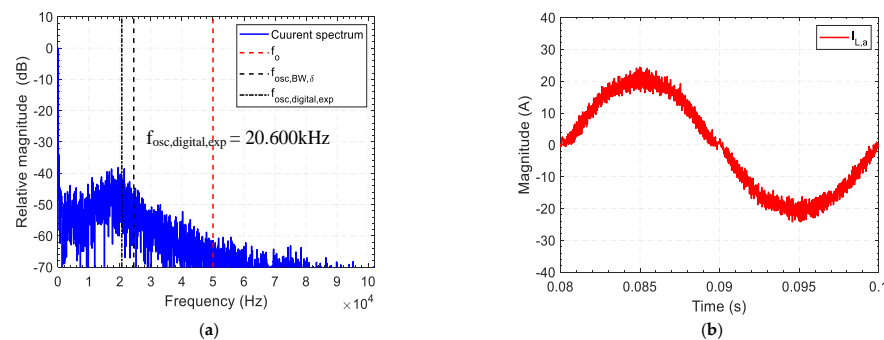 10
0
-10
-20
-30
-40
-50
-60
-70
Relative magnitude (dB)
Cuurent spectrum
f_o
f_osc,BW,δ
f_osc,digital,exp
f_osc,digital,exp = 20.600kHz
0 1 2 3 4 5 6 7 8 9 10
Frequency (Hz)
×10^4
(a)
40
30
20
10
0
-10
-20
-30
-40
Magnitude (A)
I_L,a
0.08 0.085 0.09 0.095 0.1
Time (s)
(b)